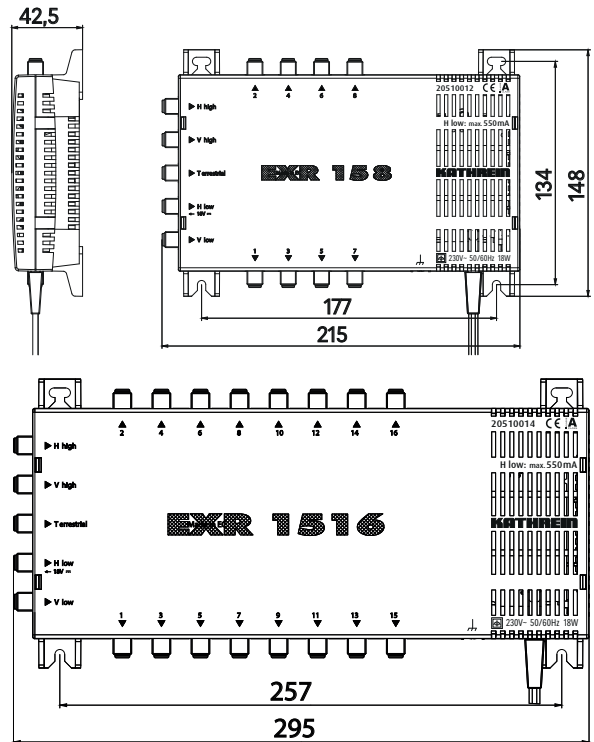 42,5
2 4 6 8
20510012 CE A
H low: max. 550mA
H high
V high
Terrestrial
EXR 158
KATHREIN
H low
← 18V ⎓
V low
1 3 5 7
230V~ 50/60Hz 18W
134
148
177
215
2 4 6 8 10 12 14 16
20510014 CE A
H high
H low: max. 550mA
V high
Terrestrial
EXR 1516
KATHREIN
H low
← 18V ⎓
V low
1 3 5 7 9 11 13 15
230V~ 50/60Hz 18W
257
295